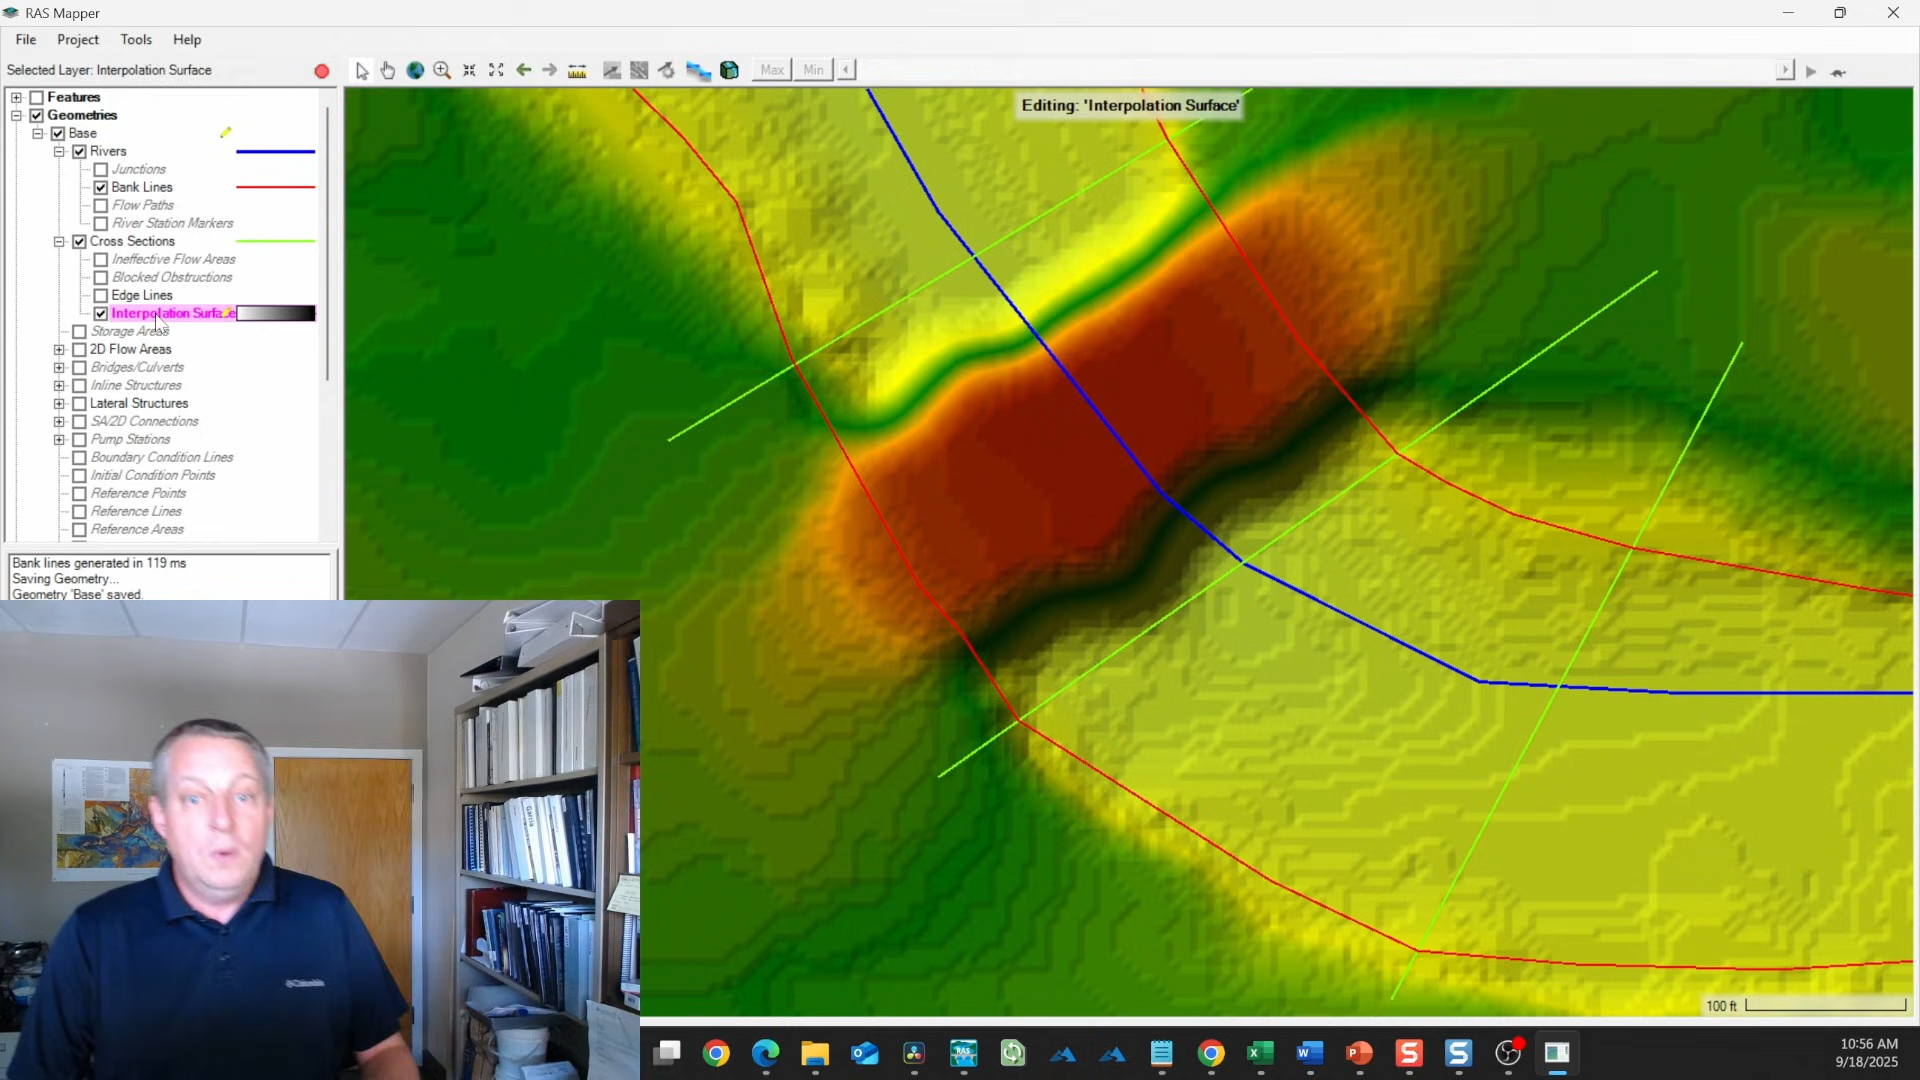 RAS Mapper
File Project Tools Help
Selected Layer: Interpolation Surface
Max Min
Features
Geometries
Base
Rivers
Junctions
Bank Lines
Flow Paths
River Station Markers
Cross Sections
Ineffective Flow Areas
Blocked Obstructions
Edge Lines
Interpolation Surface
Storage Areas
2D Flow Areas
Bridges/Culverts
Inline Structures
Lateral Structures
SA/2D Connections
Pump Stations
Boundary Condition Lines
Initial Condition Points
Reference Points
Reference Lines
Reference Areas
Bank lines generated in 119 ms
Saving Geometry...
Geometry 'Base' saved.
Editing: 'Interpolation Surface'
100 ft
Columbia
RAS
10:56 AM
9/18/2025